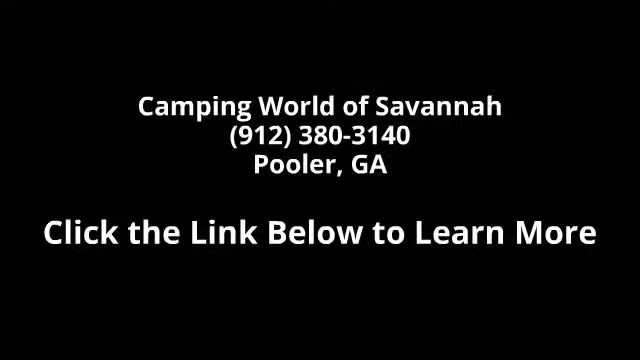 Camping World of Savannah
(912) 380-3140
Pooler, GA
Click the Link Below to Learn More